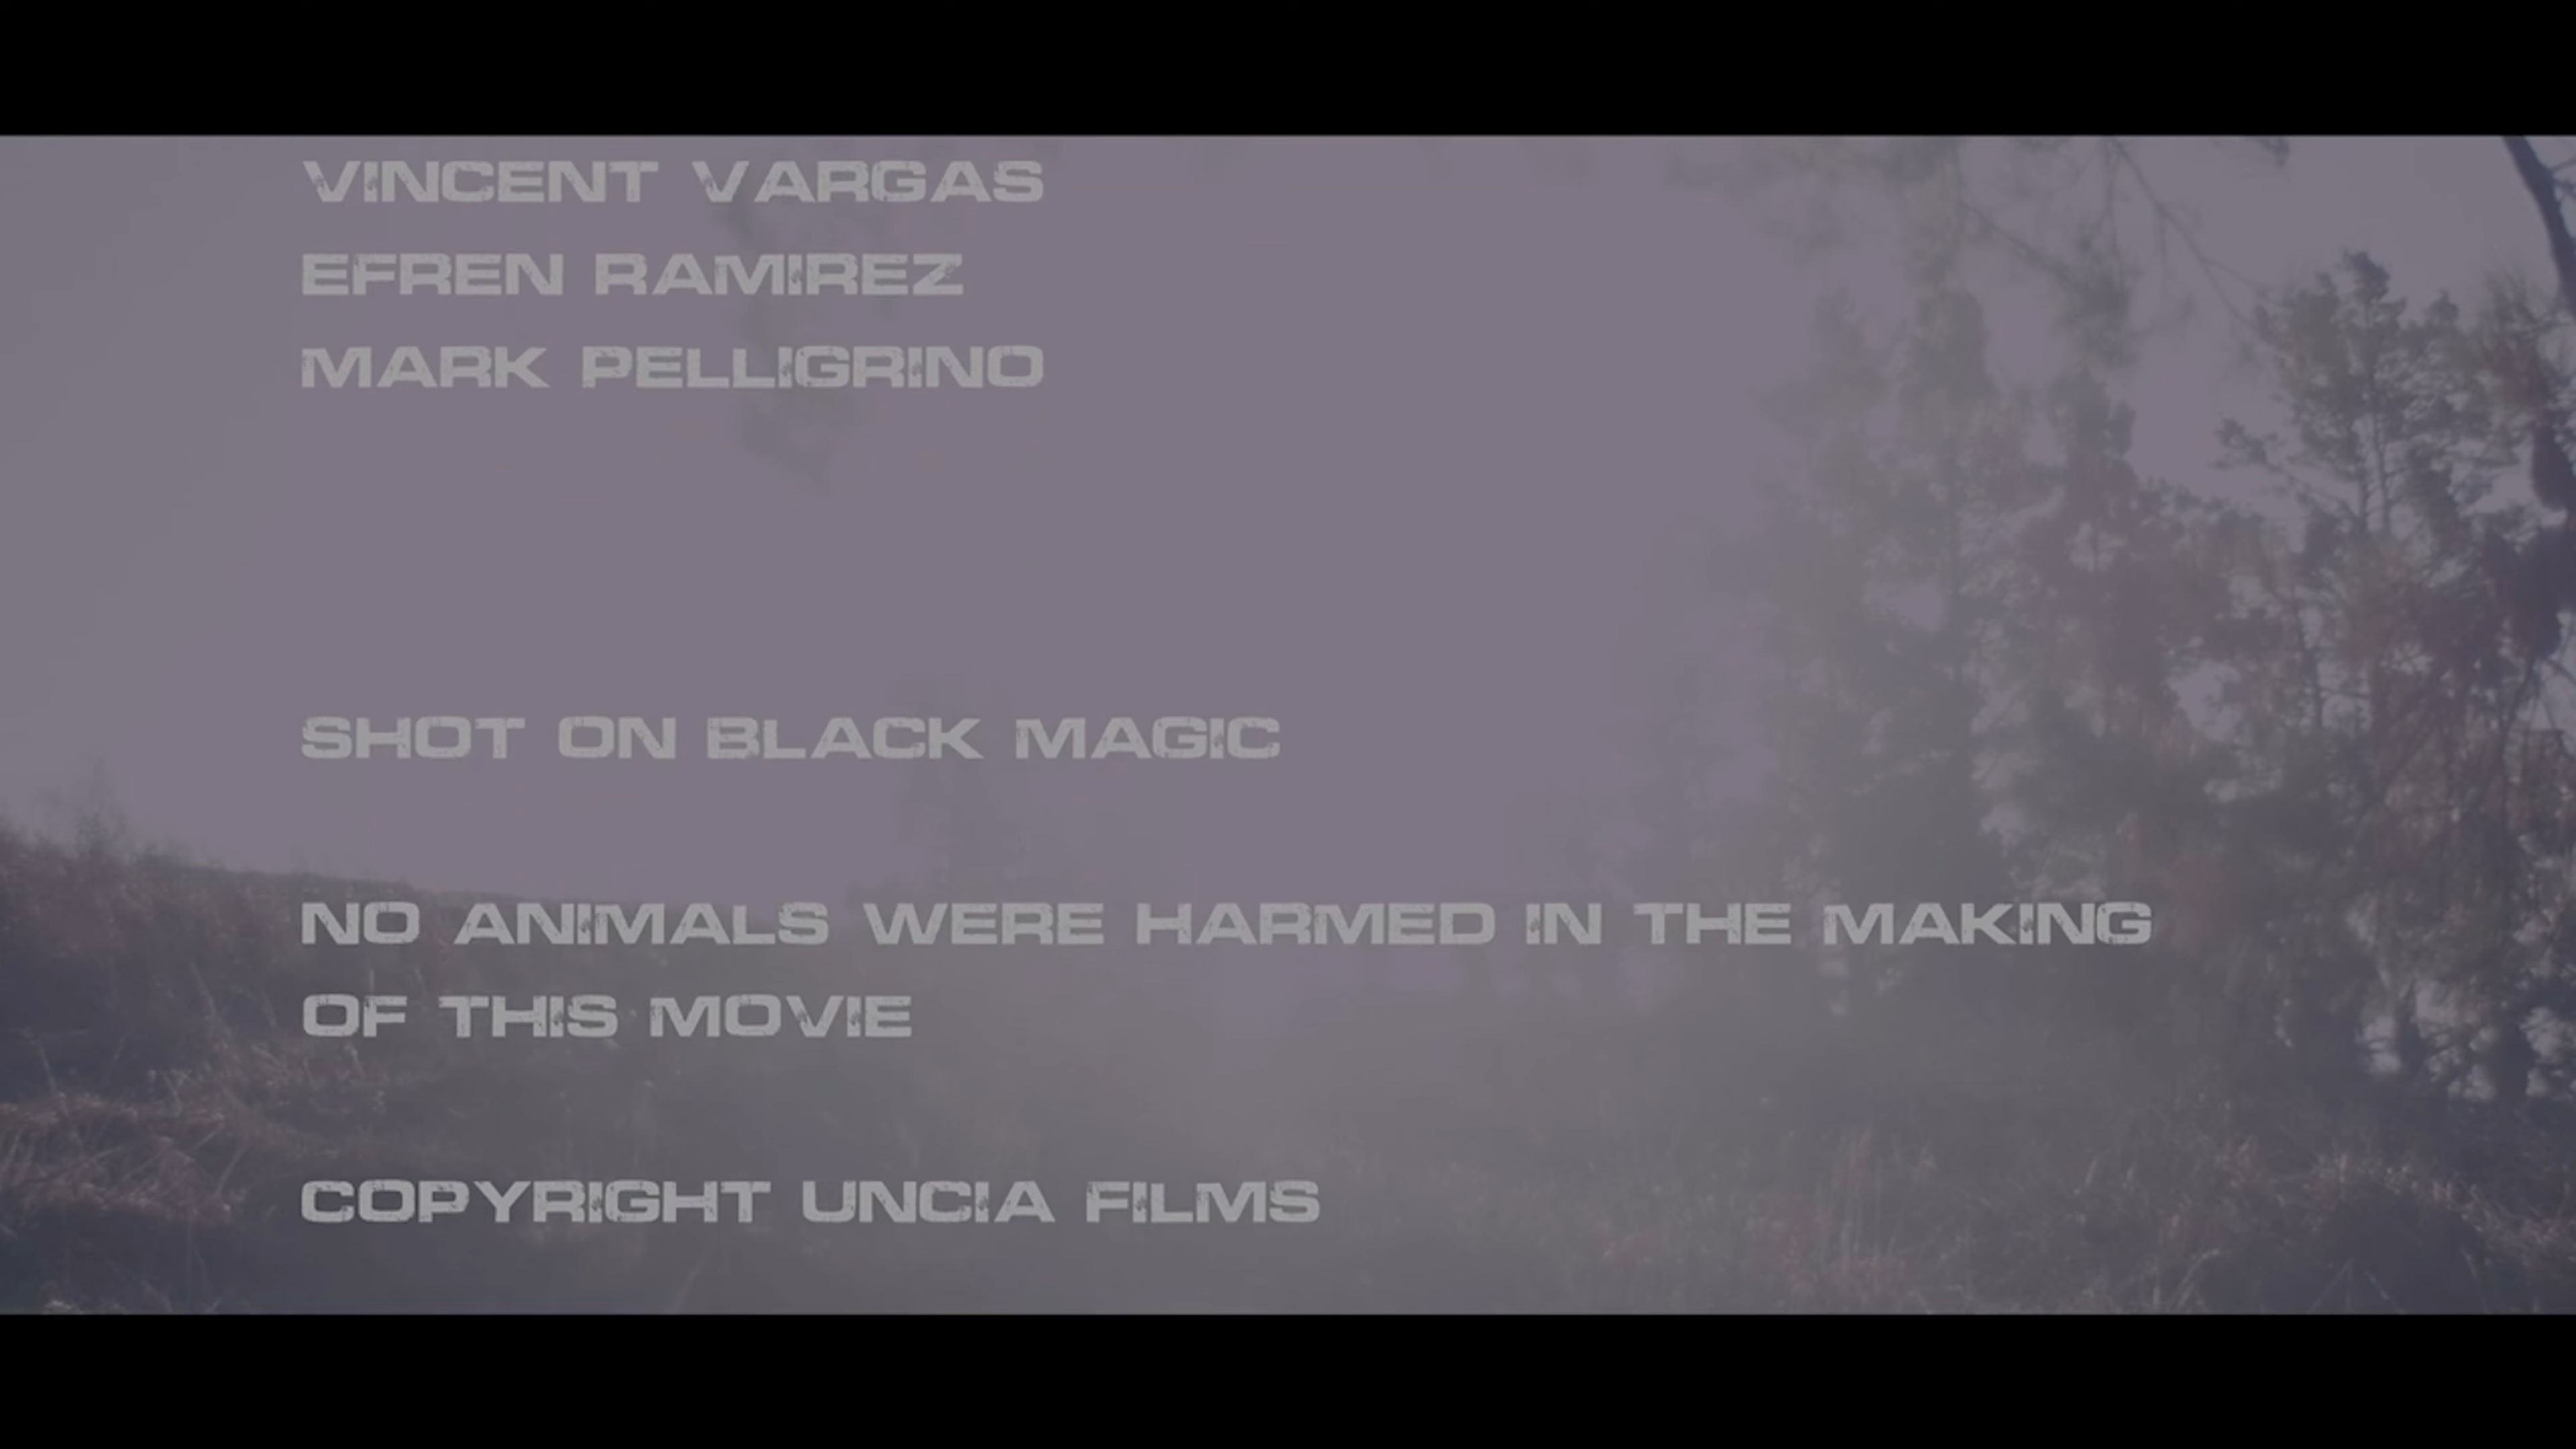 VINCENT VARGAS
EFREN RAMIREZ
MARK PELLIGRINO
SHOT ON BLACK MAGIC
NO ANIMALS WERE HARMED IN THE MAKING
OF THIS MOVIE
COPYRIGHT UNCIA FILMS